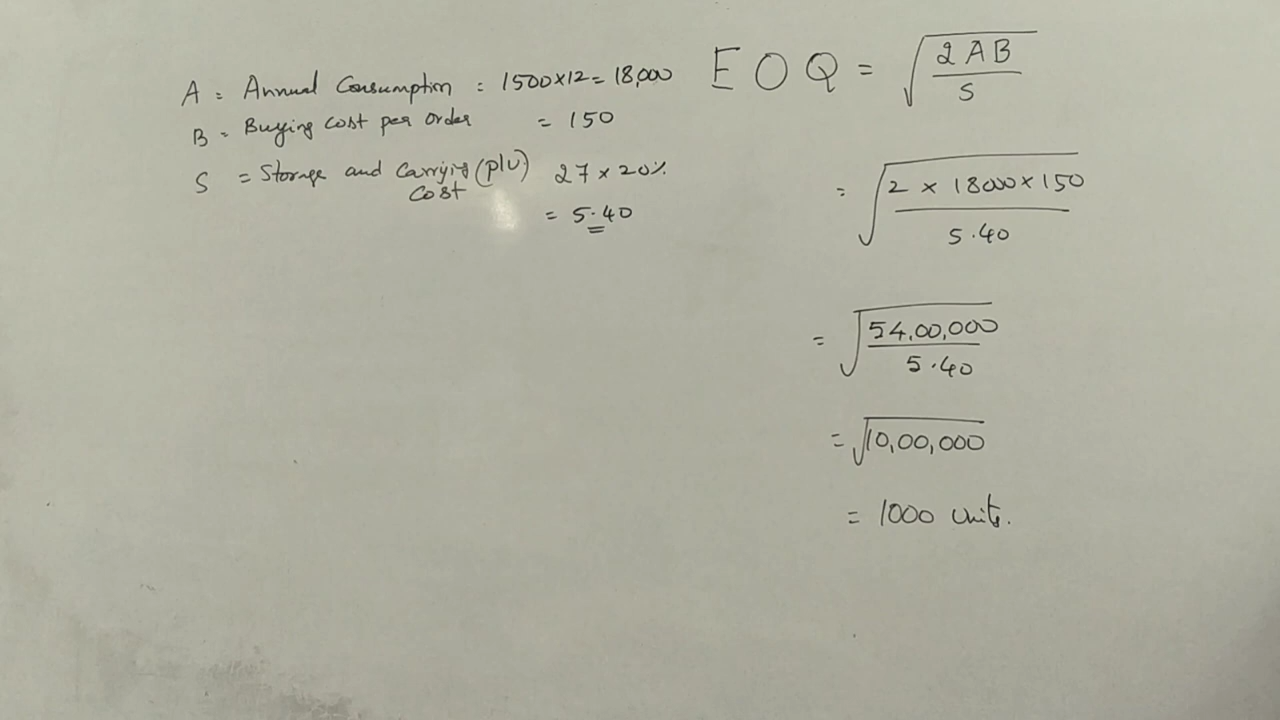 A = Annual Consumption = 1500×12 = 18,000
B = Buying Cost per order = 150
S = Storage and Carrying (p/u) 27 × 20%
Cost
= 5.40
EOQ = √(2AB / S)
= √(2 × 18000 × 150 / 5.40)
= √(54,00,000 / 5.40)
= √10,00,000
= 1000 units.